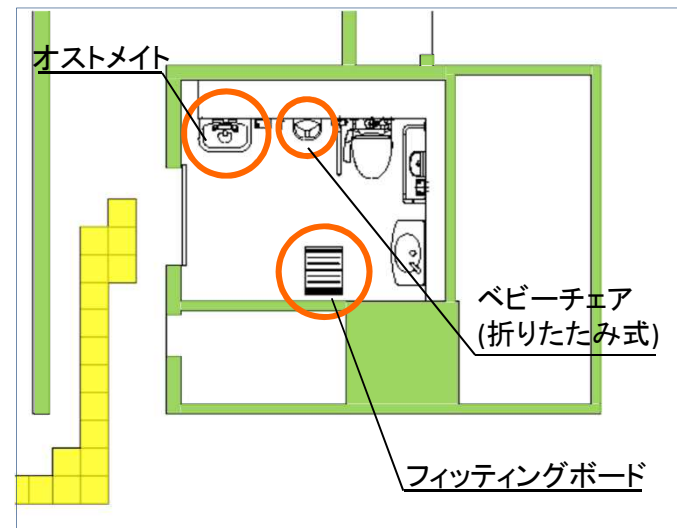 オストメイト
ベビーチェア
(折りたたみ式)
フィッティングボード